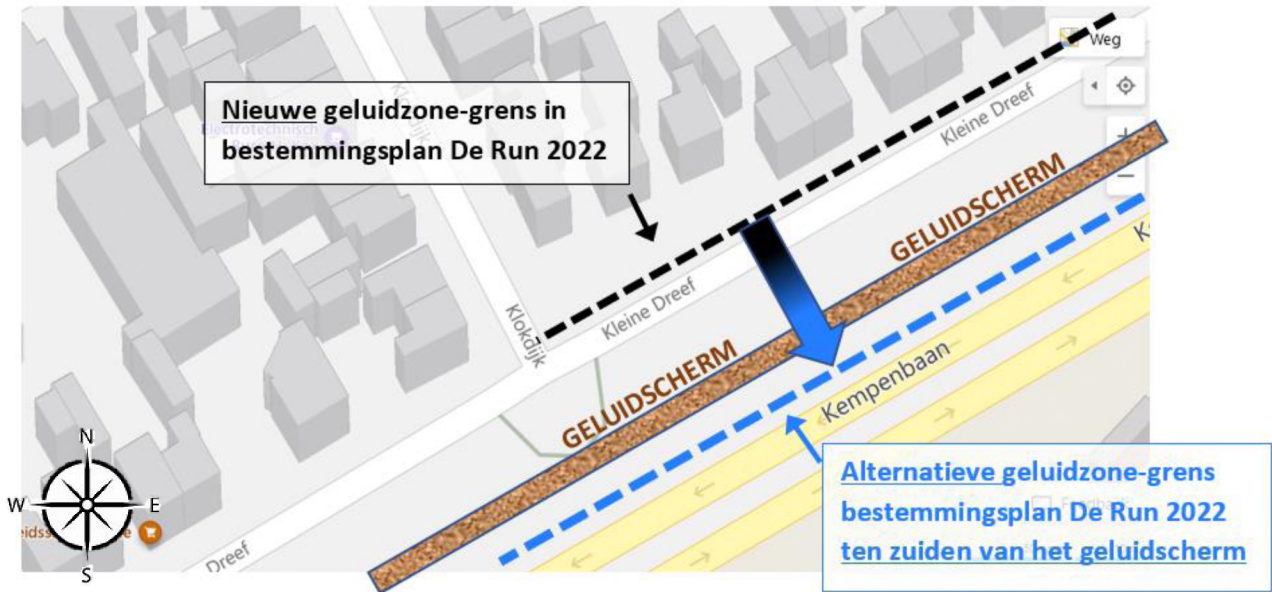 Weg
Nieuwe geluidzone-grens in
bestemmingsplan De Run 2022
Kleine Dreef
GELUIDSCHERM
Kleine Dreef
Klokdijk
GELUIDSCHERM
Kempenbaan
Alternatieve geluidzone-grens
bestemmingsplan De Run 2022
ten zuiden van het geluidscherm
N
W E
S
Dreef